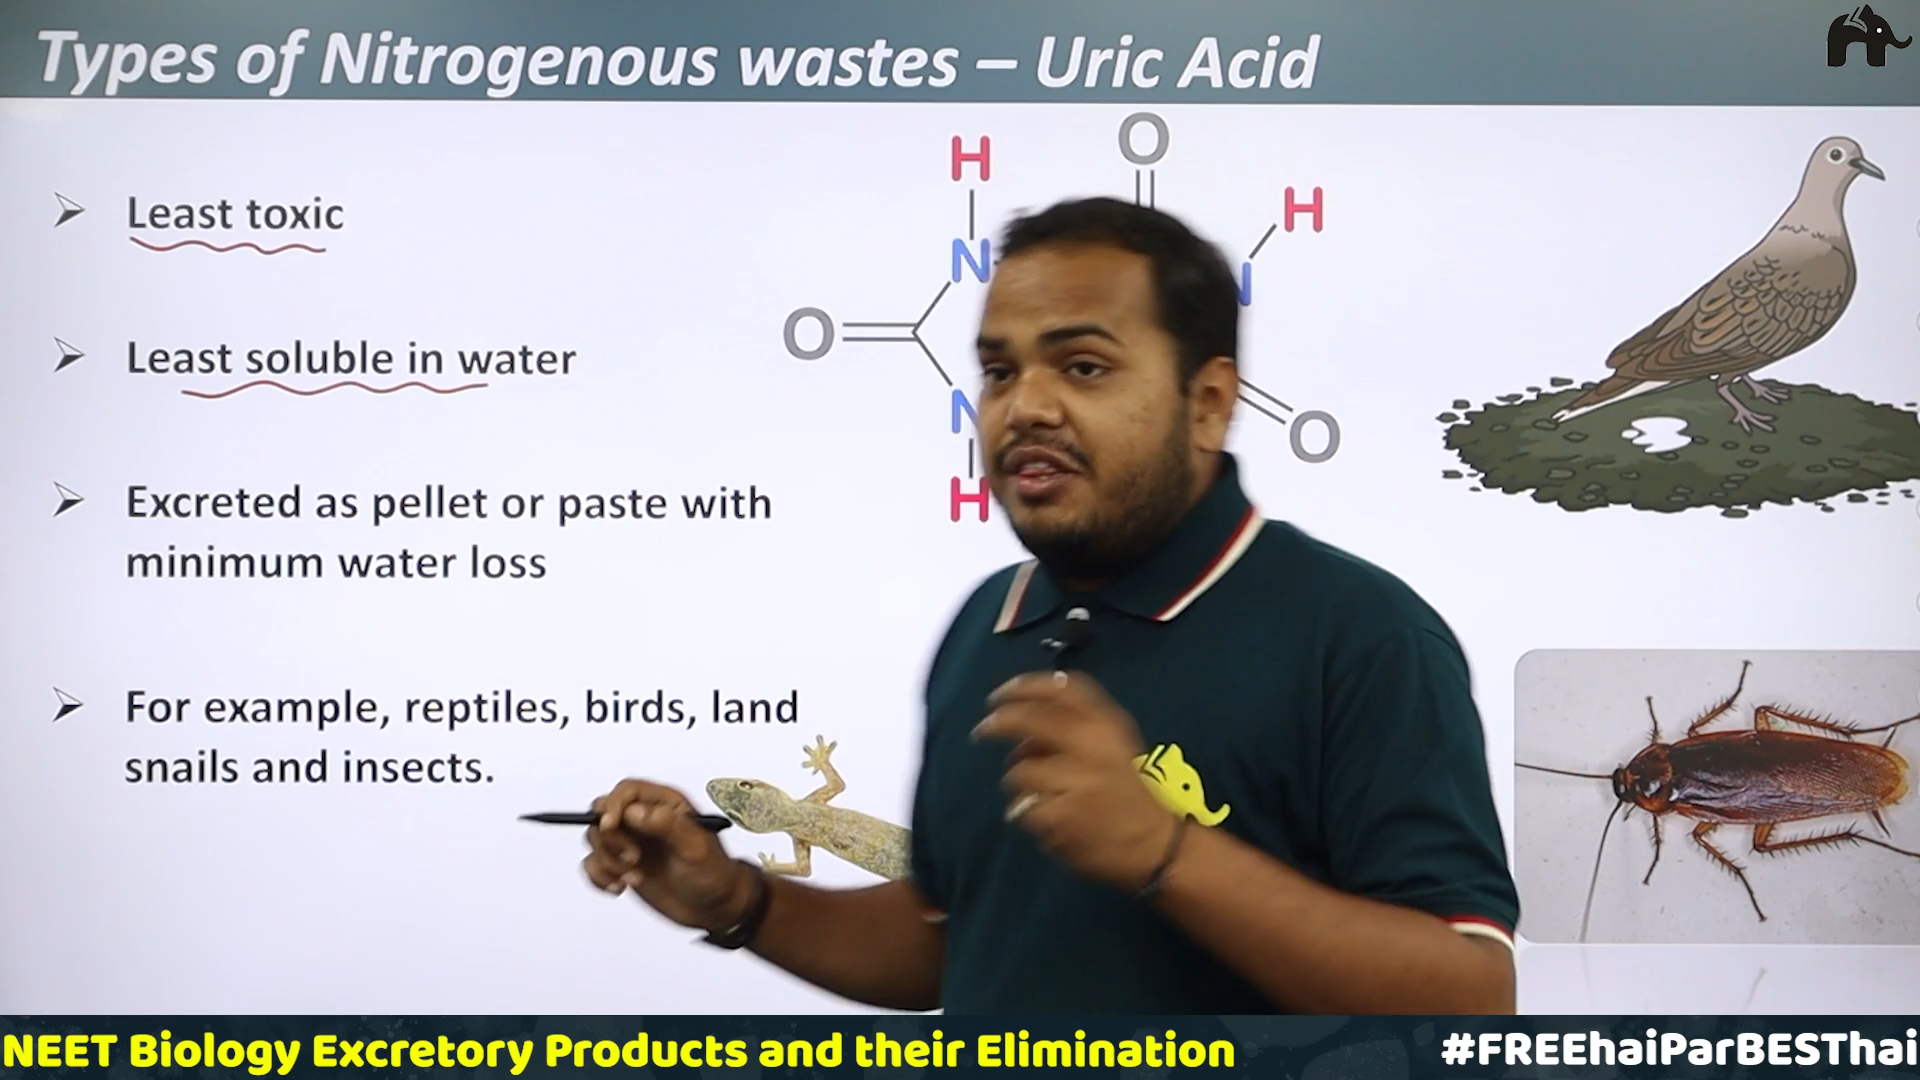 Types of Nitrogenous wastes – Uric Acid
Least toxic
Least soluble in water
Excreted as pellet or paste with
minimum water loss
For example, reptiles, birds, land
snails and insects.
H
O
H
N
N
O
N
O
H
NEET Biology Excretory Products and their Elimination
#FREEhaiParBESThai